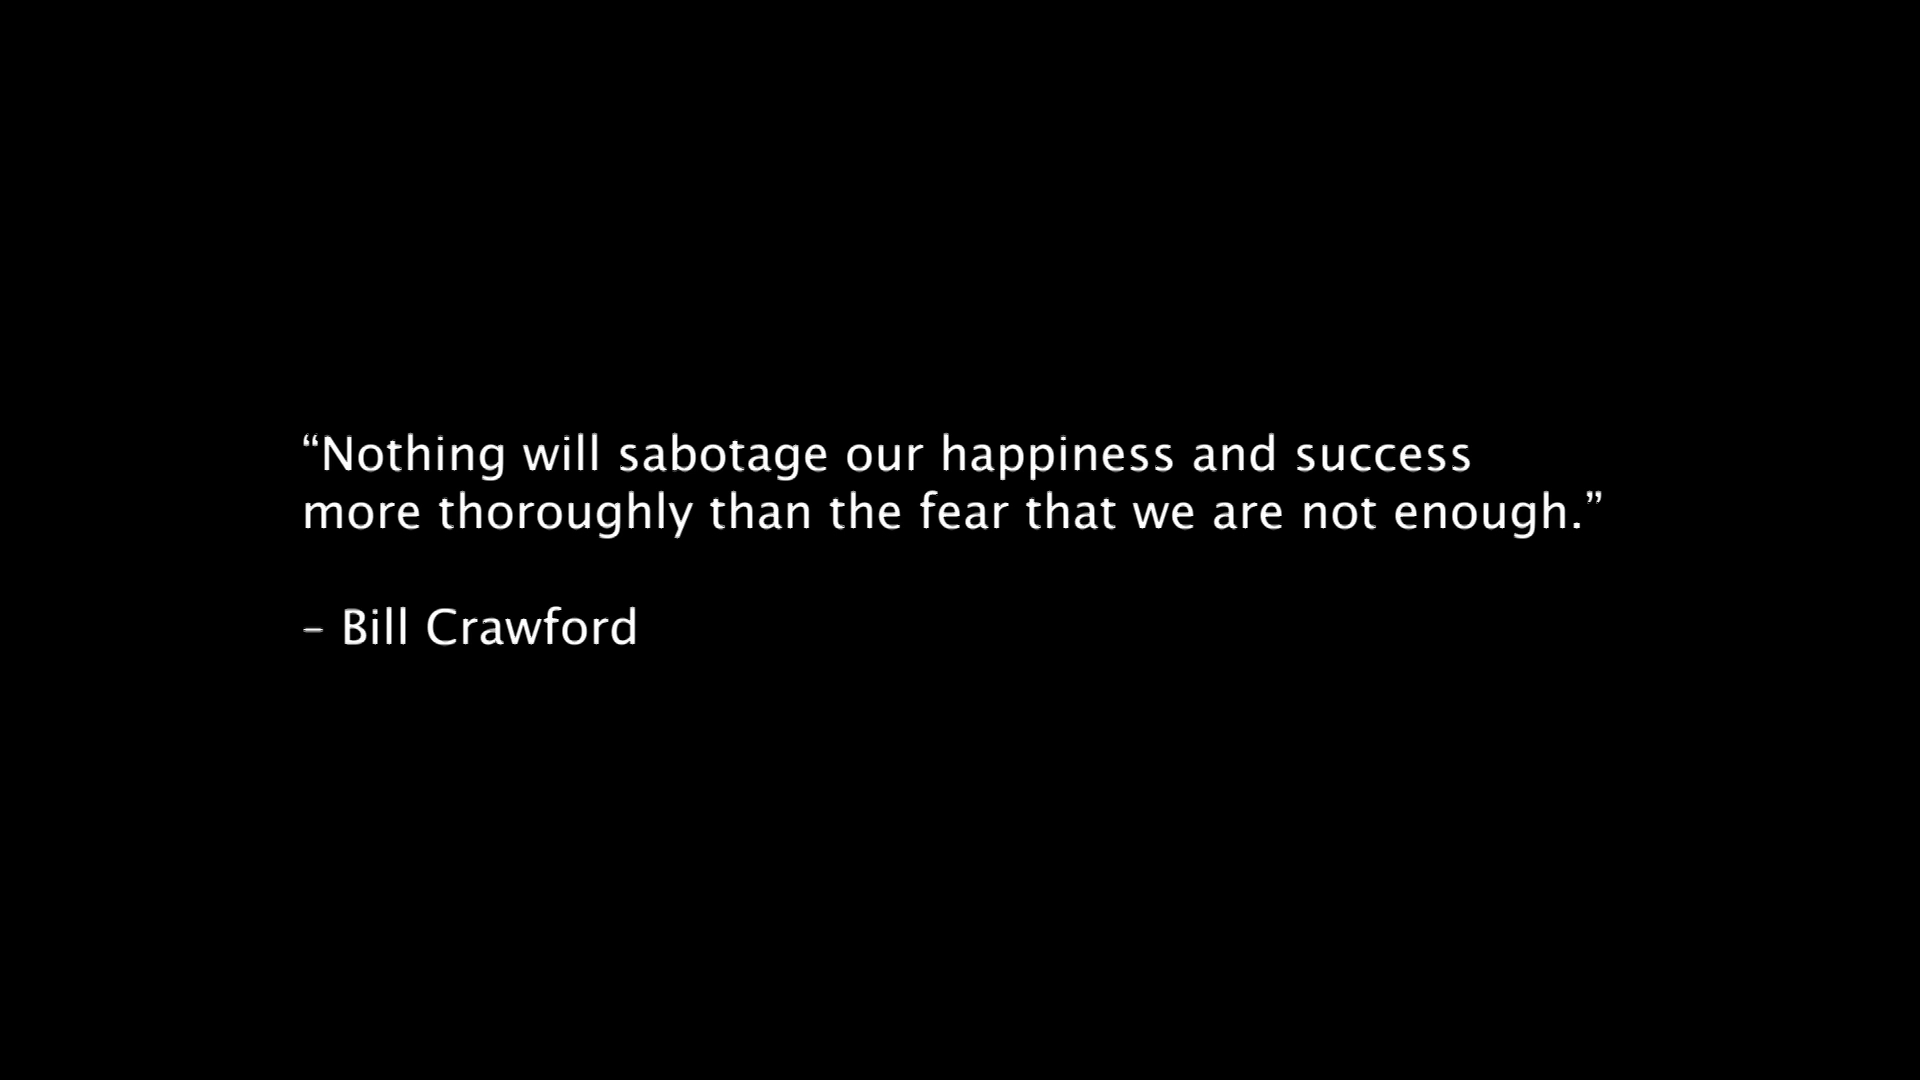 “Nothing will sabotage our happiness and success
more thoroughly than the fear that we are not enough.”
– Bill Crawford